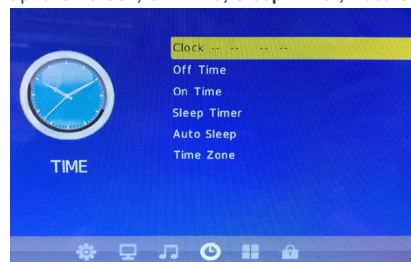 Clock -- -- -- --
Off Time
On Time
Sleep Timer
Auto Sleep
Time Zone
TIME